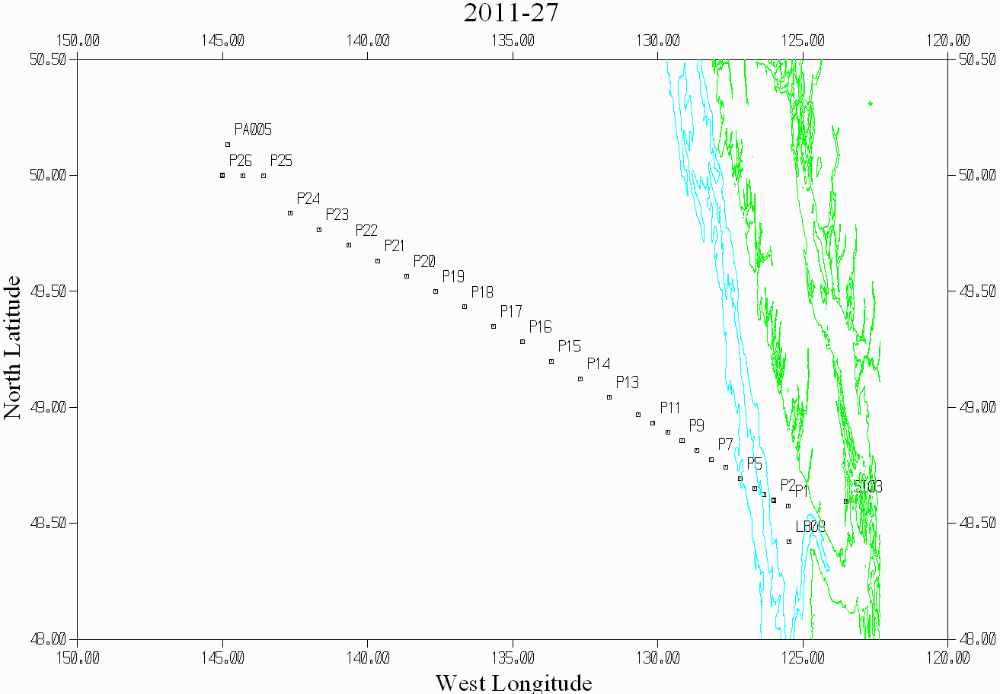 2011-27
150.00 145.00 140.00 135.00 130.00 125.00 120.00
50.50 50.50
PA005
P26 P25
50.00 50.00
P24
P23
P22
P21
P20
P19
49.50 49.50
P18
P17
P16
P15
P14
P13
49.00 49.00
P11
P9
P7
P5
P2 P1 SI03
48.50 48.50
LB08
48.00 48.00
150.00 145.00 140.00 135.00 130.00 125.00 120.00
West Longitude
North Latitude